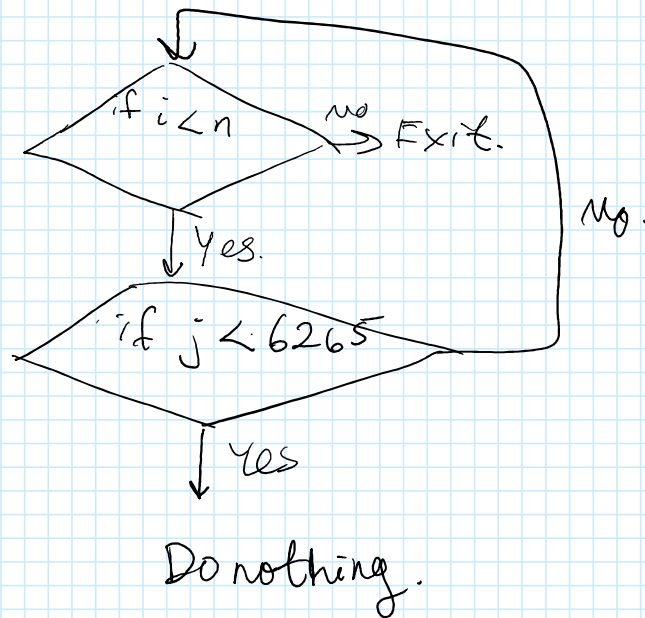 if i < n
No
Exit.
No.
Yes.
if j < 6265
Yes
Do nothing.